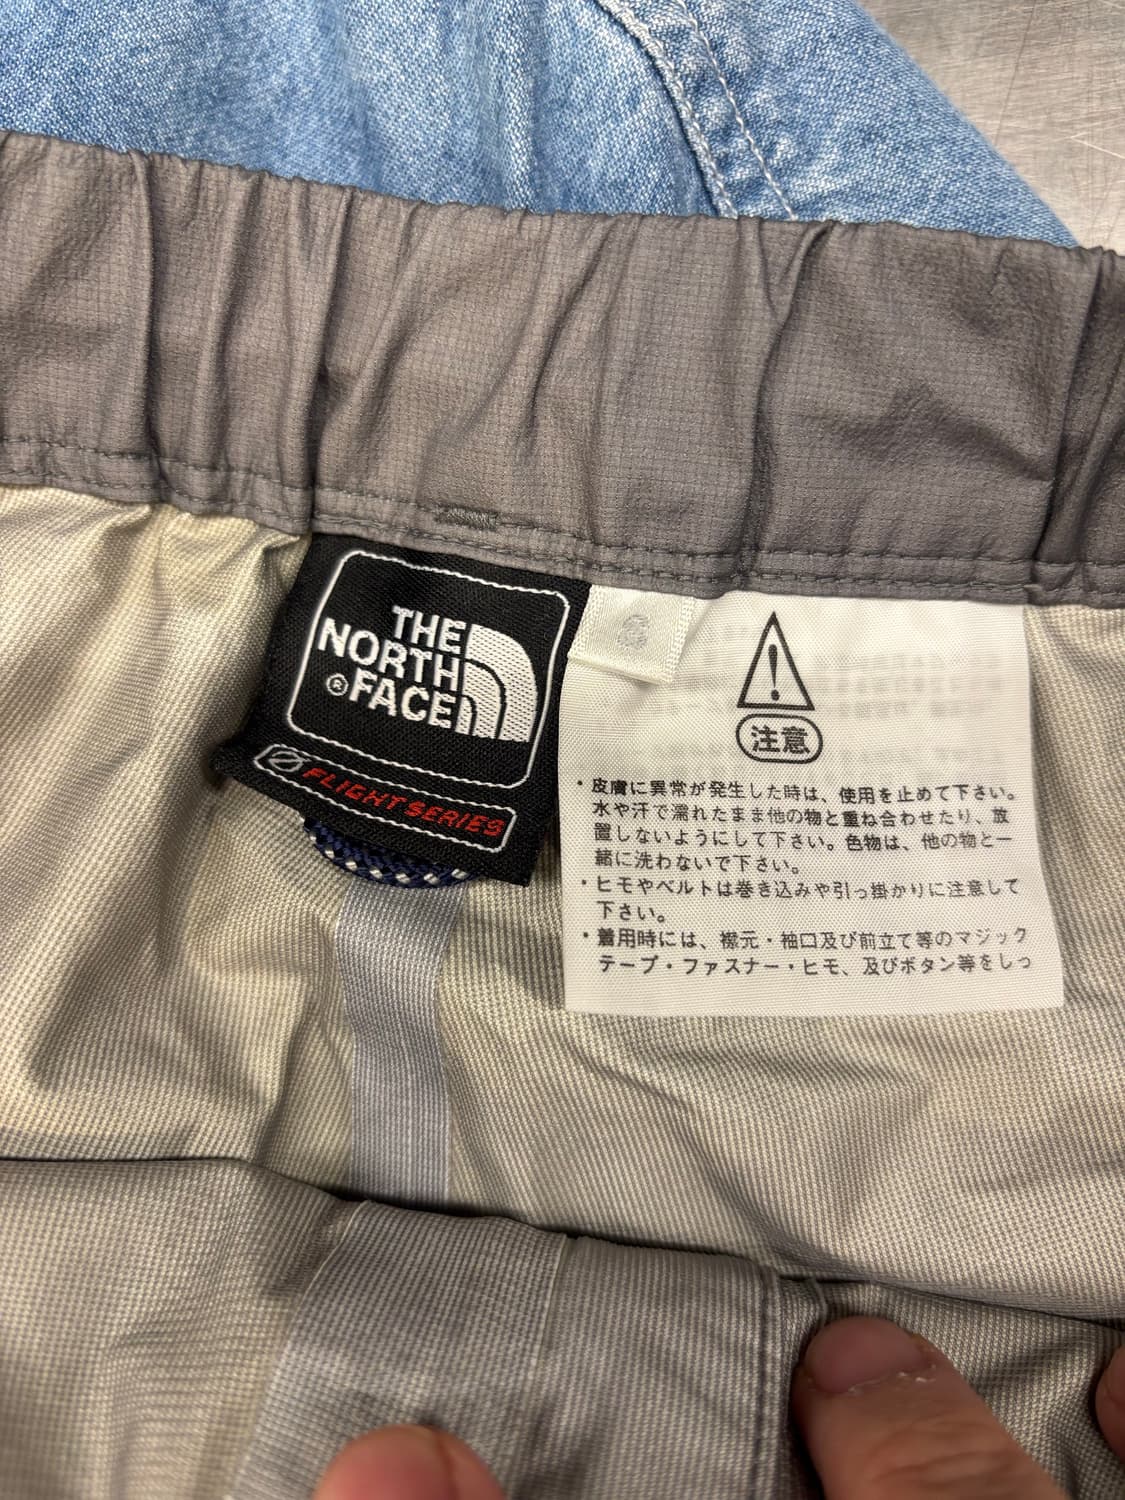 THE
NORTH
® FACE
FLIGHT SERIES
S
注意
・皮膚に異常が発生した時は、使用を止めて下さい。
水や汗で濡れたまま他の物と重ね合わせたり、放
置しないようにして下さい。色物は、他の物と一
緒に洗わないで下さい。
・ヒモやベルトは巻き込みや引っ掛かりに注意して
下さい。
・着用時には、襟元・袖口及び前立て等のマジック
テープ・ファスナー・ヒモ、及びボタン等をしっ